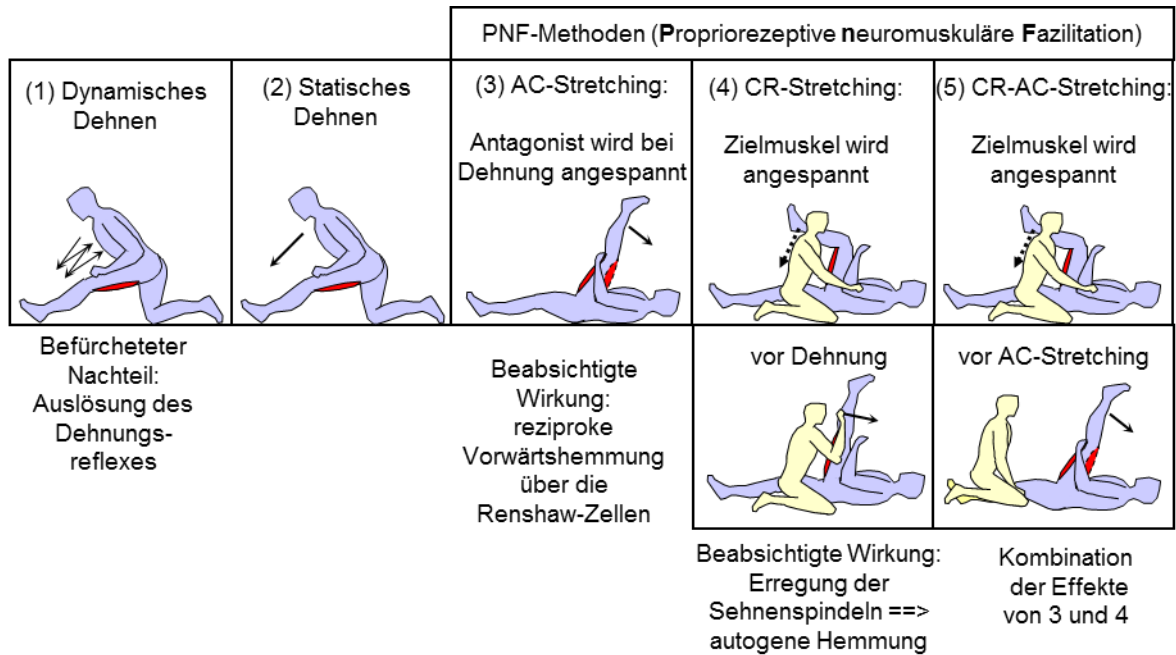 PNF-Methoden (Propriorezeptive neuromuskuläre Fazilitation)
(1) Dynamisches
Dehnen
(2) Statisches
Dehnen
(3) AC-Stretching:
Antagonist wird bei
Dehnung angespannt
(4) CR-Stretching:
Zielmuskel wird
angespannt
(5) CR-AC-Stretching:
Zielmuskel wird
angespannt
Befürcheteter
Nachteil:
Auslösung des
Dehnungs-
reflexes
Beabsichtigte
Wirkung:
reziproke
Vorwärtshemmung
über die
Renshaw-Zellen
vor Dehnung
vor AC-Stretching
Beabsichtigte Wirkung:
Erregung der
Sehnenspindeln ==>
autogene Hemmung
Kombination
der Effekte
von 3 und 4